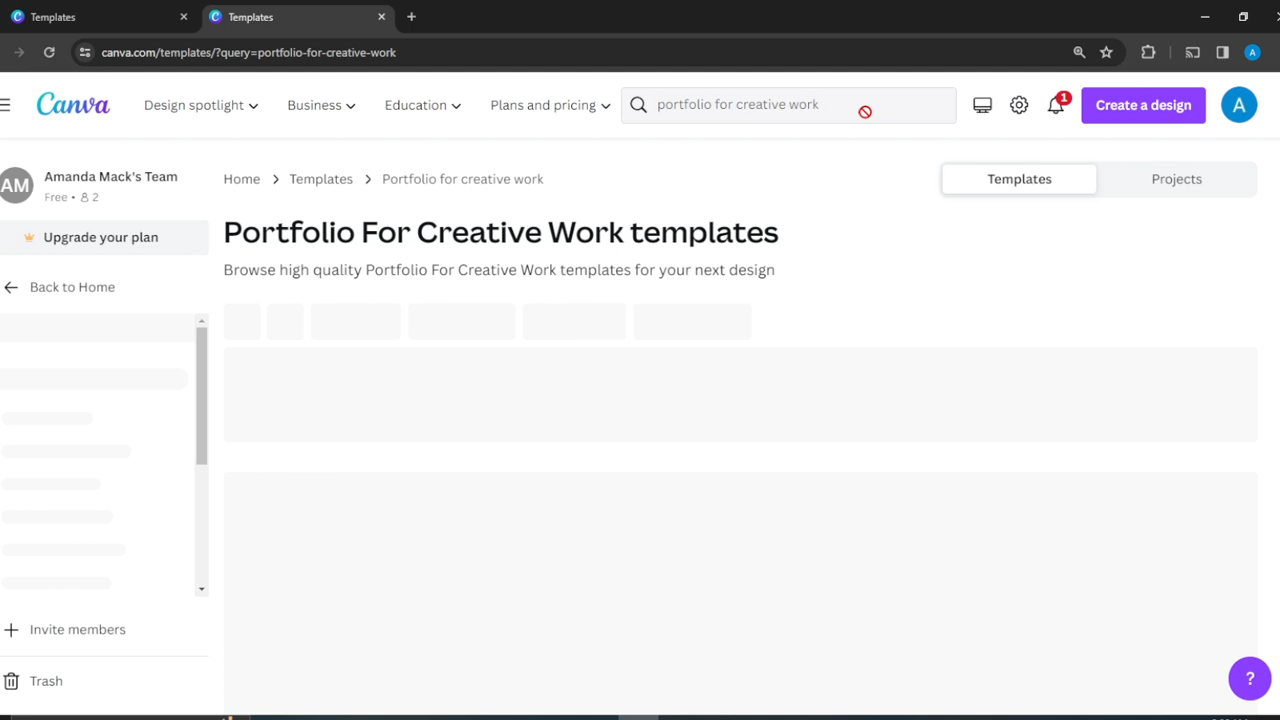 Templates
Templates
canva.com/templates/?query=portfolio-for-creative-work
A
Canva
Design spotlight
Business
Education
Plans and pricing
portfolio for creative work
1
Create a design
A
AM
Amanda Mack's Team
Free • 2
Upgrade your plan
Back to Home
Home > Templates > Portfolio for creative work
Templates
Projects
Portfolio For Creative Work templates
Browse high quality Portfolio For Creative Work templates for your next design
Invite members
Trash
?